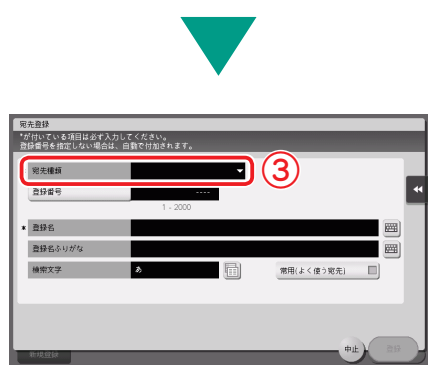 宛先登録
*が付いている項目は必ず入力してください。
登録番号を指定しない場合は、自動で付加されます。
宛先種類
③
登録番号 ----
1 - 2000
* 登録名
登録名ふりがな
検索文字 あ 常用(よく使う宛先)
中止 登録
新規登録